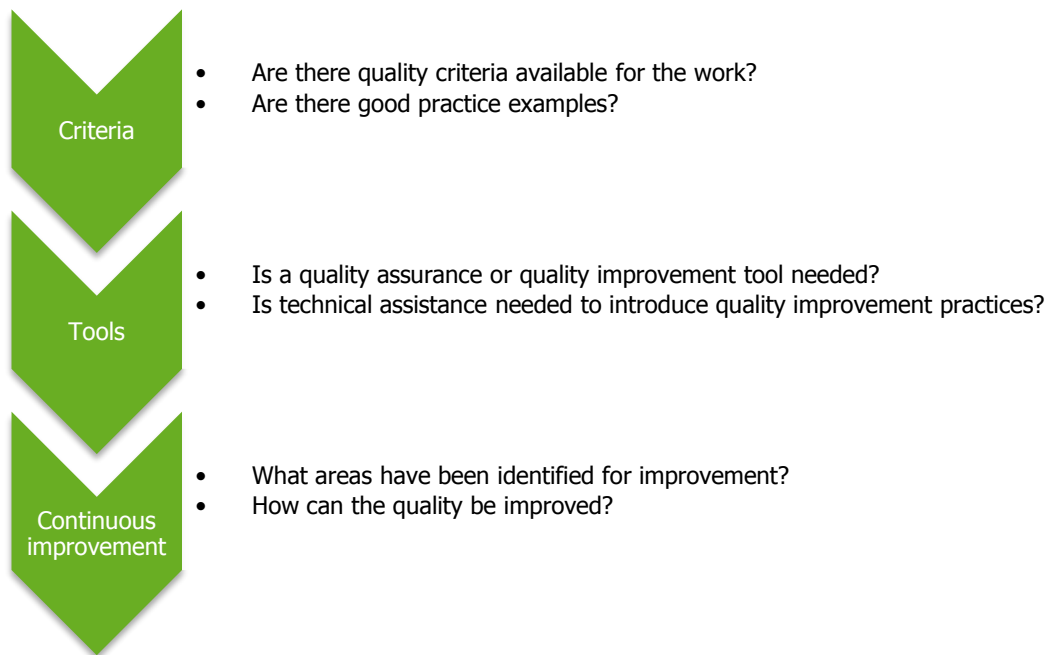 Criteria
• Are there quality criteria available for the work?
• Are there good practice examples?
Tools
• Is a quality assurance or quality improvement tool needed?
• Is technical assistance needed to introduce quality improvement practices?
Continuous
improvement
• What areas have been identified for improvement?
• How can the quality be improved?